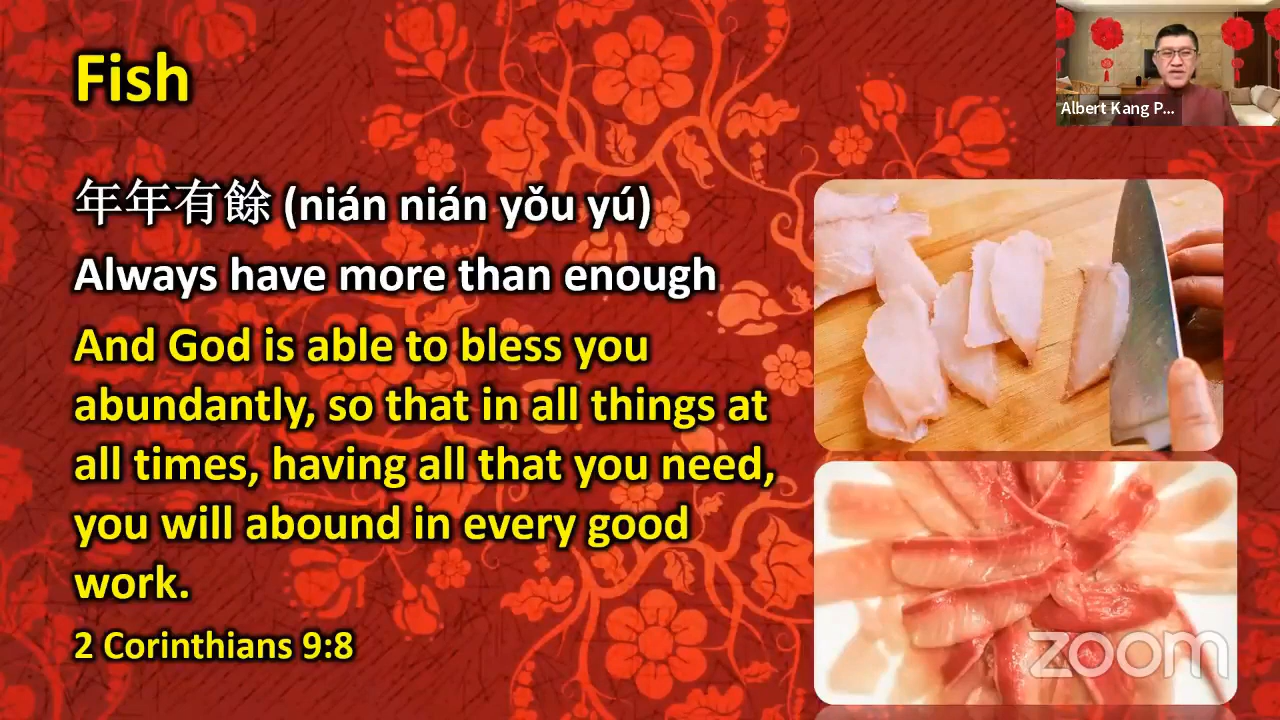 Fish
年年有餘 (nián nián yǒu yú)
Always have more than enough
And God is able to bless you
abundantly, so that in all things at
all times, having all that you need,
you will abound in every good
work.
2 Corinthians 9:8
Albert Kang P...
zoom